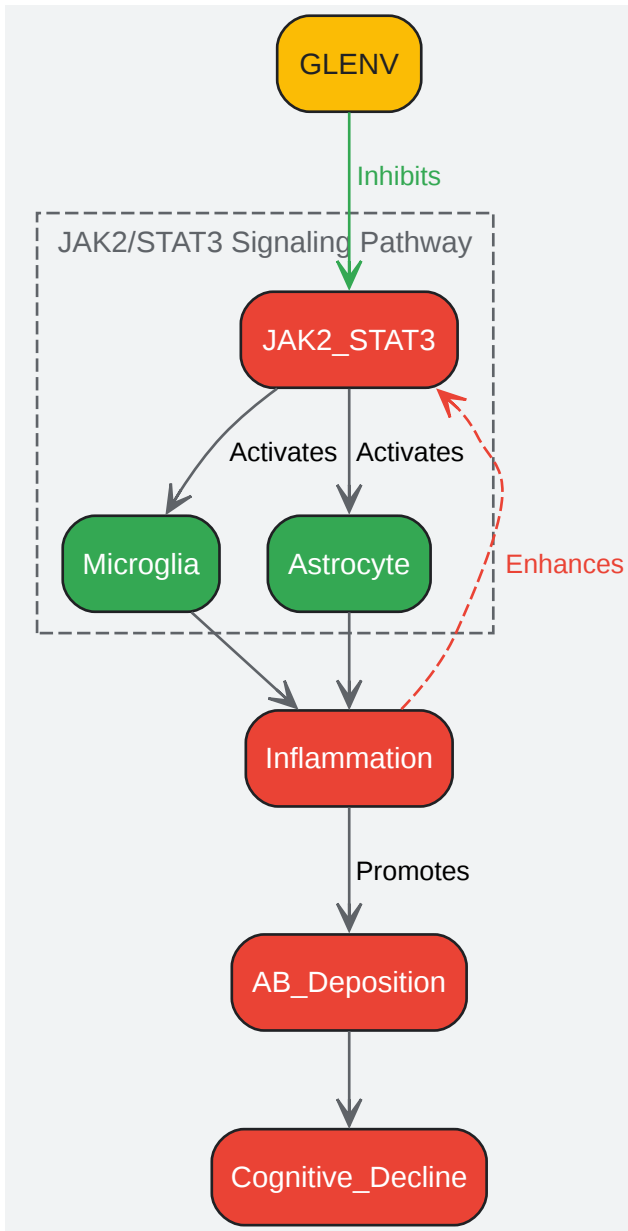 GLENV
Inhibits
JAK2/STAT3 Signaling Pathway
JAK2_STAT3
Activates
Activates
Microglia
Astrocyte
Enhances
Inflammation
Promotes
AB_Deposition
Cognitive_Decline